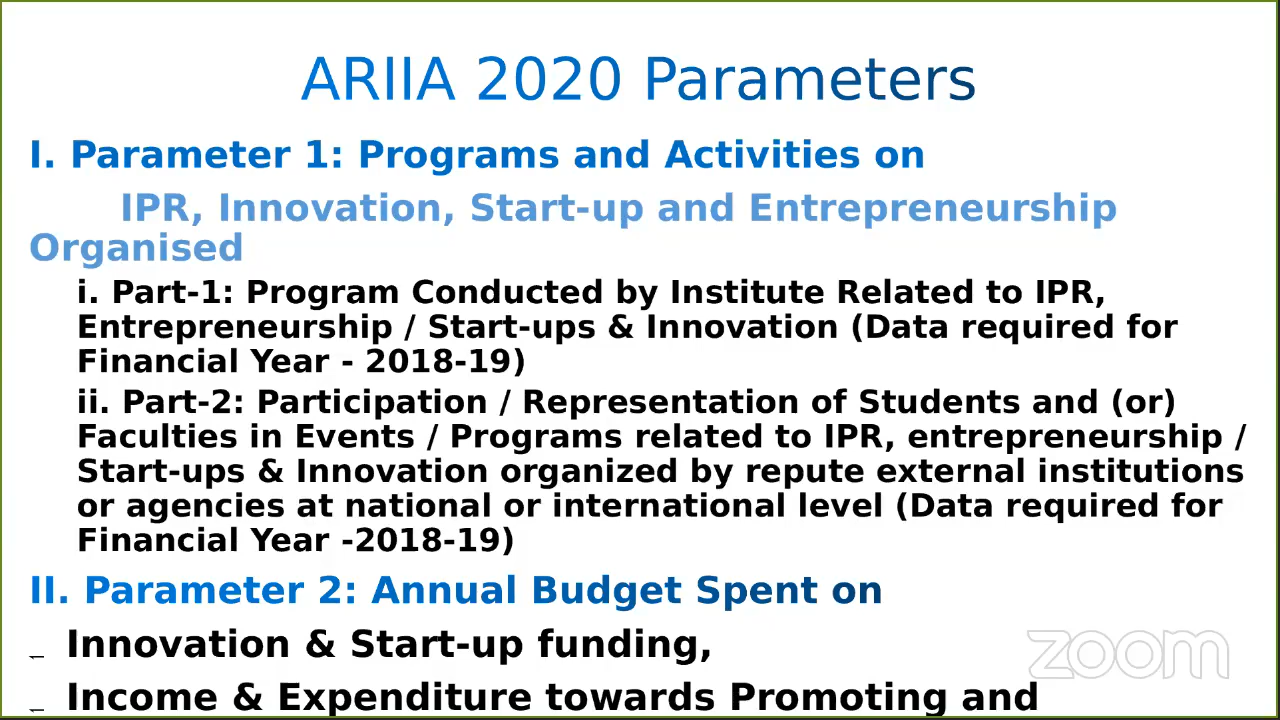 ARIIA 2020 Parameters
I. Parameter 1: Programs and Activities on
IPR, Innovation, Start-up and Entrepreneurship
Organised
i. Part-1: Program Conducted by Institute Related to IPR,
Entrepreneurship / Start-ups & Innovation (Data required for
Financial Year - 2018-19)
ii. Part-2: Participation / Representation of Students and (or)
Faculties in Events / Programs related to IPR, entrepreneurship /
Start-ups & Innovation organized by repute external institutions
or agencies at national or international level (Data required for
Financial Year -2018-19)
II. Parameter 2: Annual Budget Spent on
Innovation & Start-up funding,
Income & Expenditure towards Promoting and
zoom